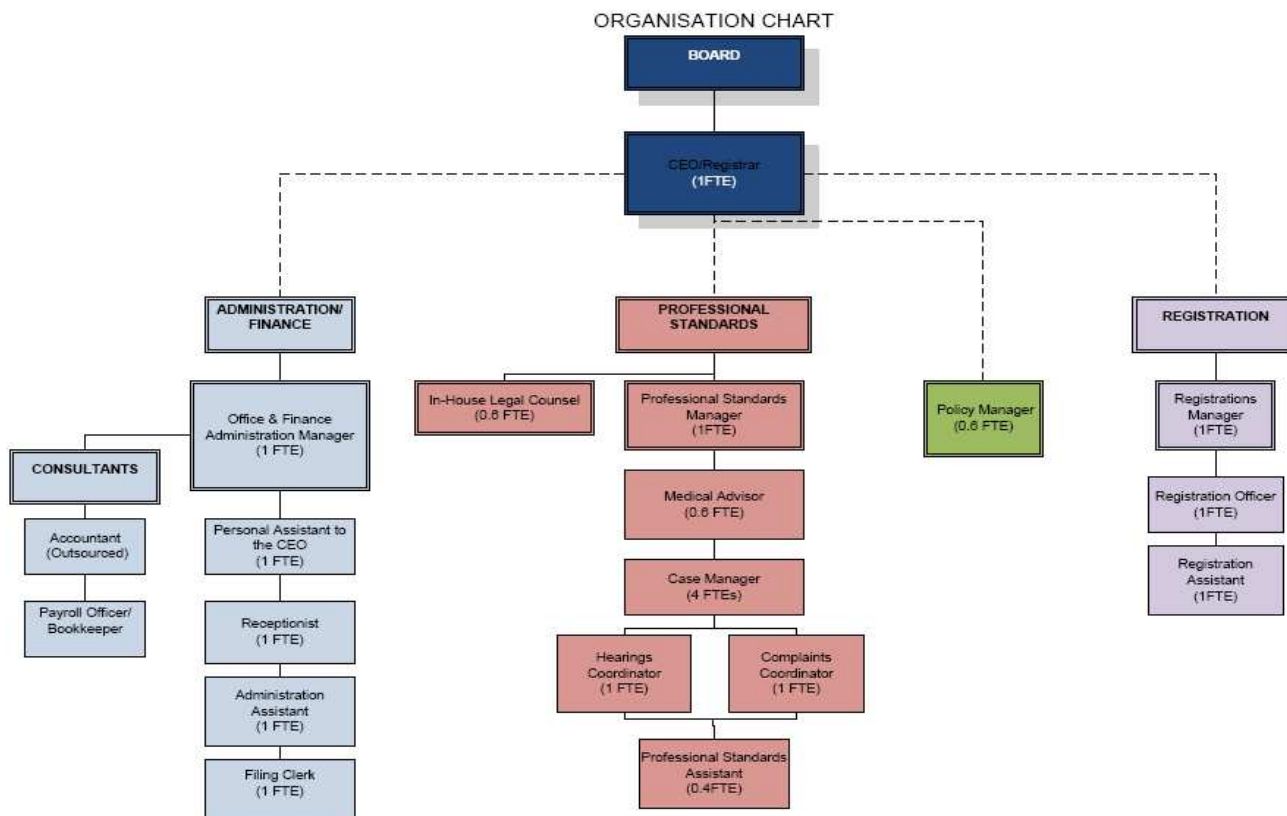 ORGANISATION CHART
BOARD
CEO/Registrar
(1FTE)
ADMINISTRATION/
FINANCE
Office & Finance
Administration Manager
(1 FTE)
CONSULTANTS
Accountant
(Outsourced)
Payroll Officer/
Bookkeeper
Personal Assistant to
the CEO
(1 FTE)
Receptionist
(1 FTE)
Administration
Assistant
(1 FTE)
Filing Clerk
(1 FTE)
PROFESSIONAL
STANDARDS
In-House Legal Counsel
(0.6 FTE)
Professional Standards
Manager
(1FTE)
Medical Advisor
(0.6 FTE)
Case Manager
(4 FTEs)
Hearings
Coordinator
(1 FTE)
Complaints
Coordinator
(1 FTE)
Professional Standards
Assistant
(0.4FTE)
Policy Manager
(0.6 FTE)
REGISTRATION
Registrations
Manager
(1FTE)
Registration Officer
(1FTE)
Registration
Assistant
(1FTE)